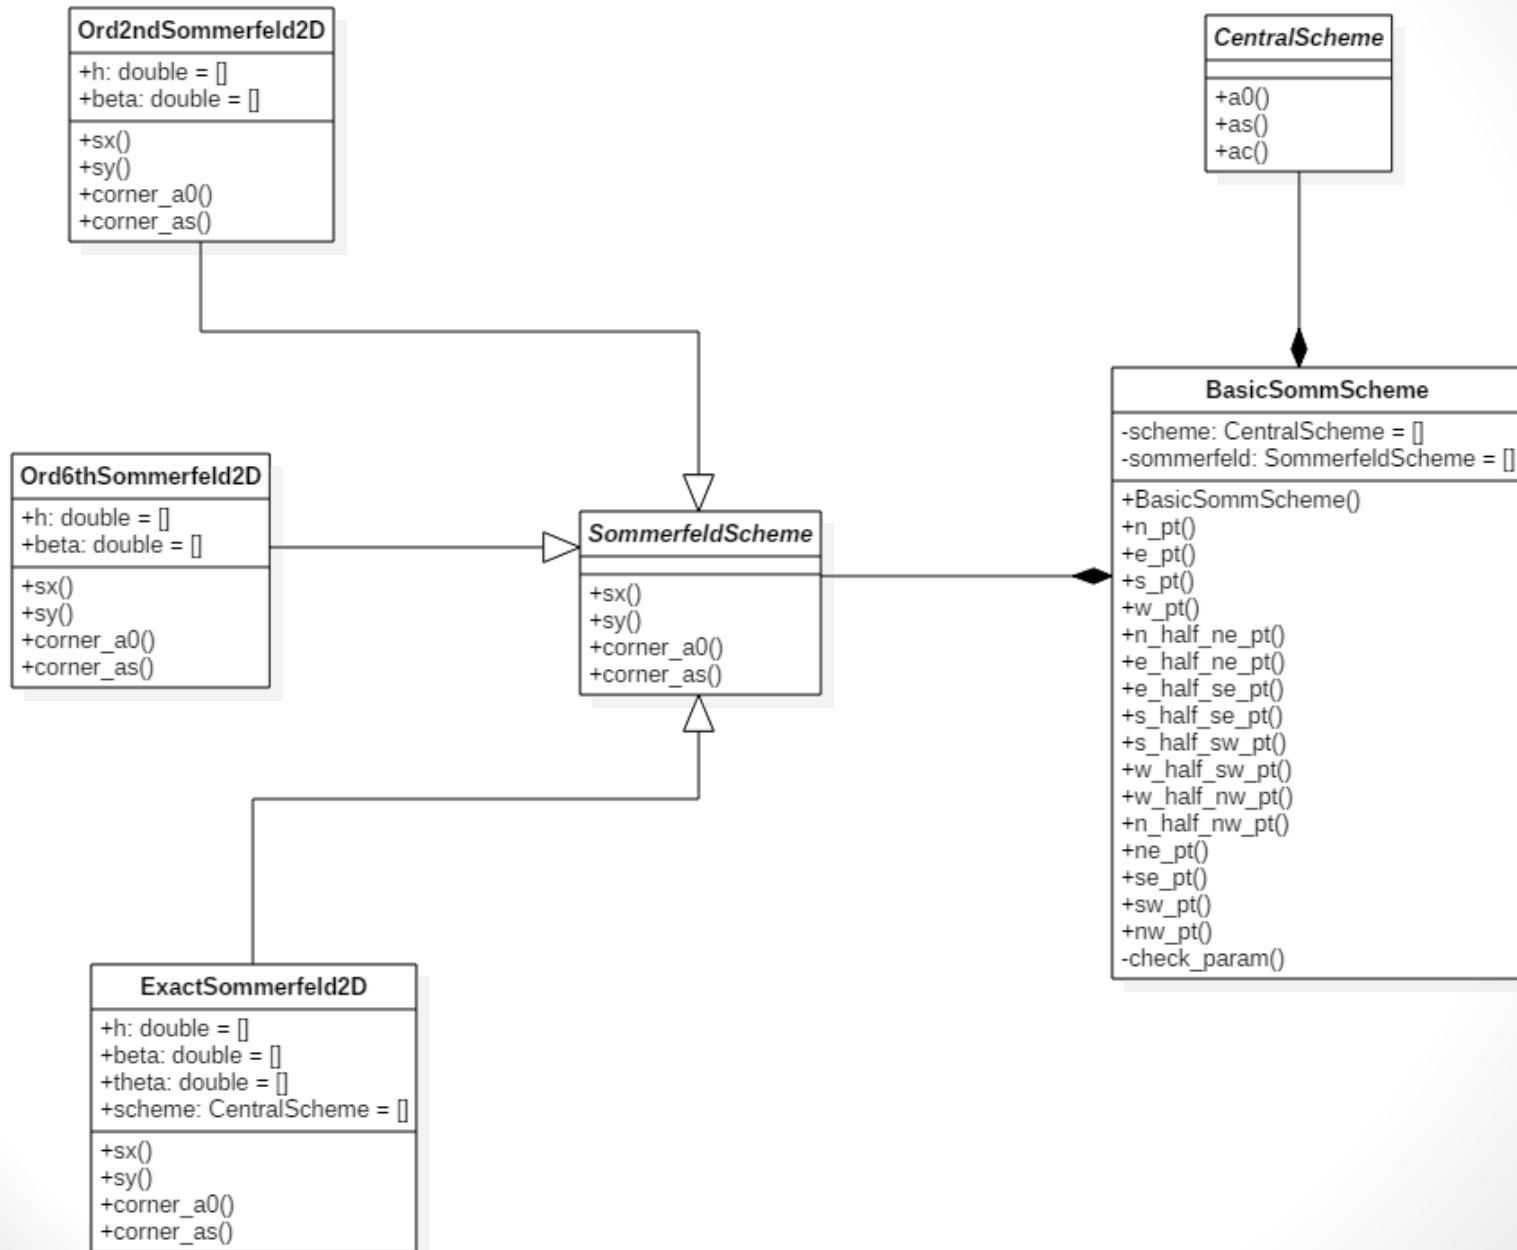 Ord2ndSommerfeld2D
+h: double = []
+beta: double = []
+sx()
+sy()
+corner_a0()
+corner_as()
CentralScheme
+a0()
+as()
+ac()
Ord6thSommerfeld2D
+h: double = []
+beta: double = []
+sx()
+sy()
+corner_a0()
+corner_as()
SommerfeldScheme
+sx()
+sy()
+corner_a0()
+corner_as()
BasicSommScheme
-scheme: CentralScheme = []
-sommerfeld: SommerfeldScheme = []
+BasicSommScheme()
+n_pt()
+e_pt()
+s_pt()
+w_pt()
+n_half_ne_pt()
+e_half_ne_pt()
+e_half_se_pt()
+s_half_se_pt()
+s_half_sw_pt()
+w_half_sw_pt()
+w_half_nw_pt()
+n_half_nw_pt()
+ne_pt()
+se_pt()
+sw_pt()
+nw_pt()
-check_param()
ExactSommerfeld2D
+h: double = []
+beta: double = []
+theta: double = []
+scheme: CentralScheme = []
+sx()
+sy()
+corner_a0()
+corner_as()